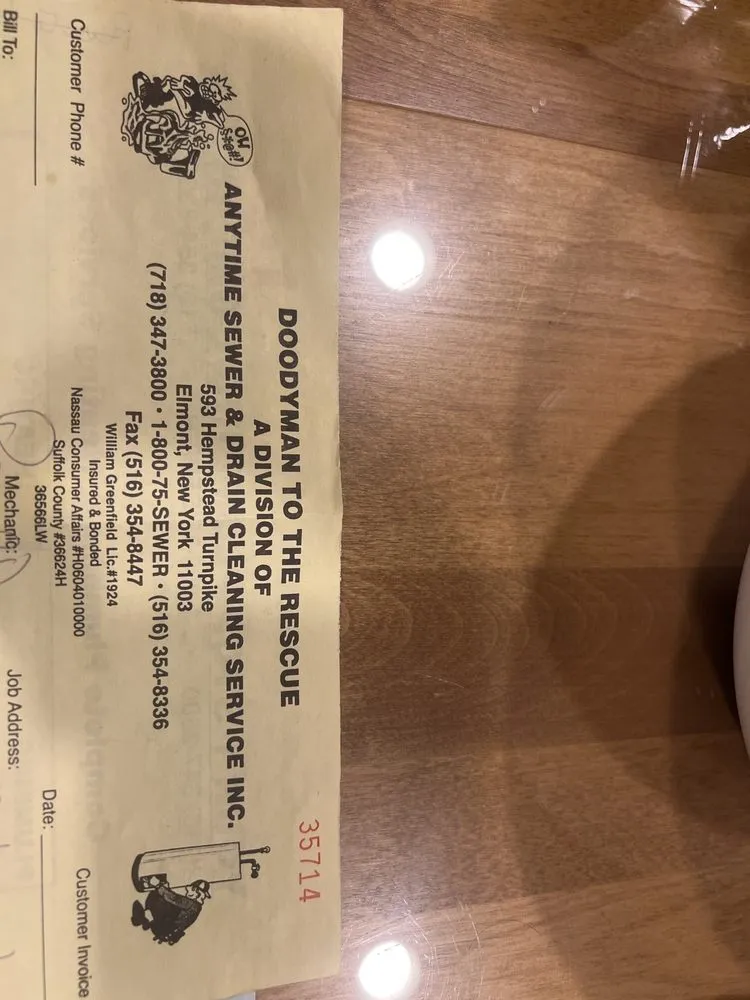 35714
DOODYMAN TO THE RESCUE
A DIVISION OF
OW
$#@#!
ANYTIME SEWER & DRAIN CLEANING SERVICE INC.
593 Hempstead Turnpike
Elmont, New York 11003
(718) 347-3800 • 1-800-75-SEWER • (516) 354-8336
Fax (516) 354-8447
William Greenfield Lic.#1924
Insured & Bonded
Nassau Consumer Affairs #H0604010000
Suffolk County #36624H
36566LW
Customer Phone #
Customer Invoice
Date:
Bill To:
Mechanic:
Job Address: